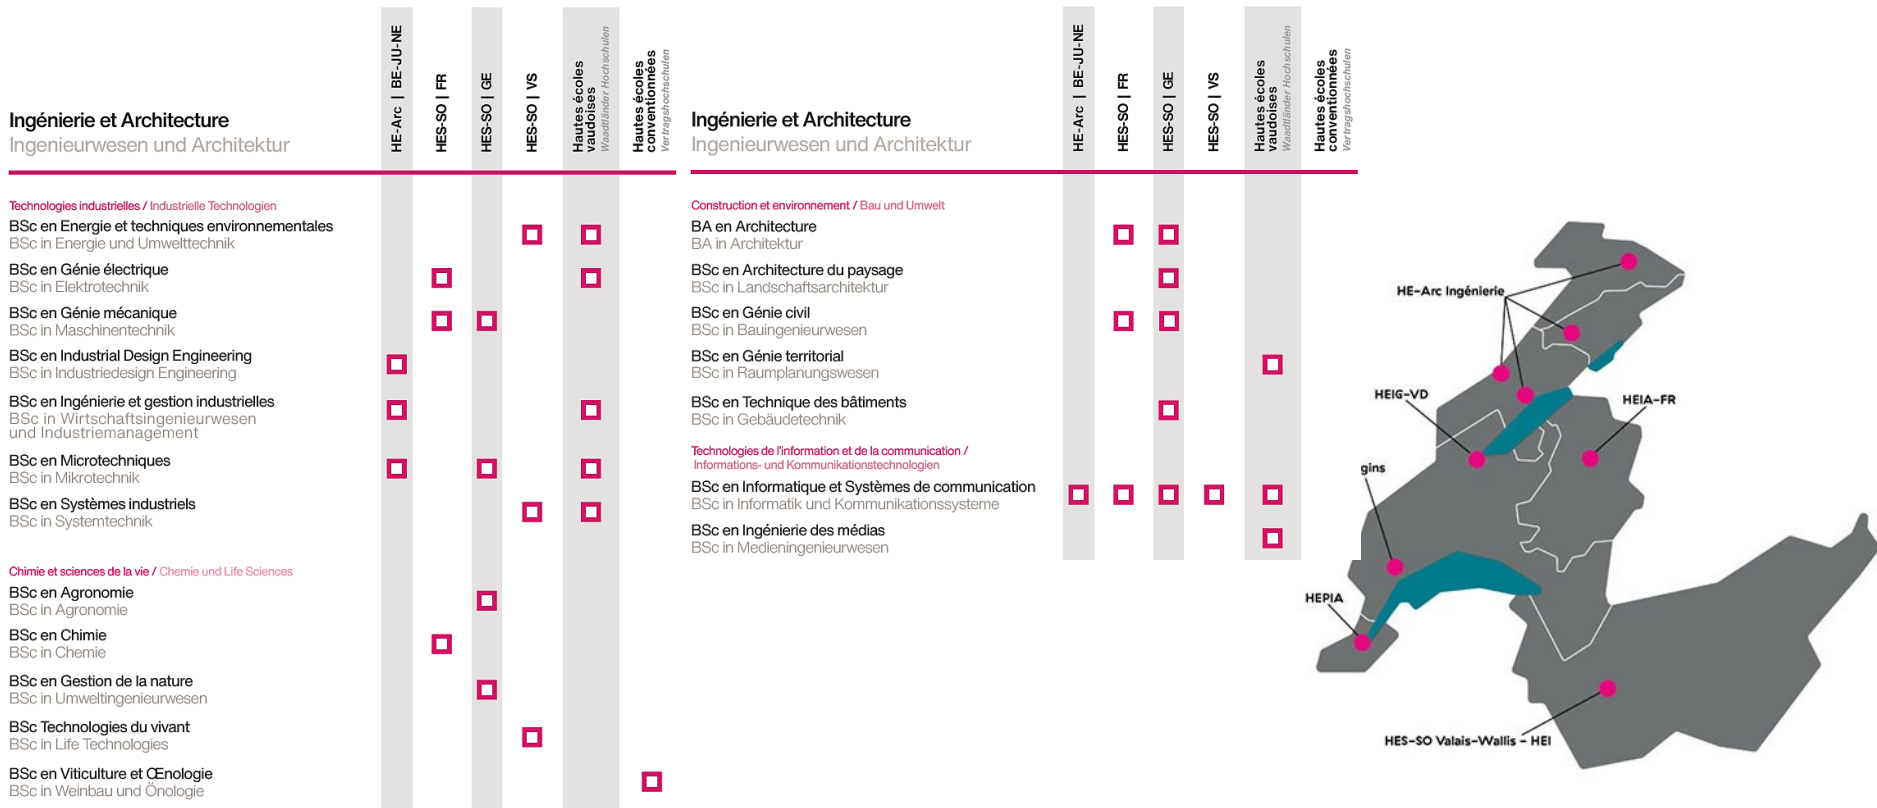 Ingénierie et Architecture
Ingenieurwesen und Architektur
HE-Arc | BE-JU-NE
HES-SO | FR
HES-SO | GE
HES-SO | VS
Hautes écoles
vaudoises
Waadtländer Hochschulen
Hautes écoles
conventionnées
Vertragshochschulen
Technologies industrielles / Industrielle Technologien
BSc en Energie et techniques environnementales
BSc in Energie und Umwelttechnik
BSc en Génie électrique
BSc in Elektrotechnik
BSc en Génie mécanique
BSc in Maschinentechnik
BSc en Industrial Design Engineering
BSc in Industriedesign Engineering
BSc en Ingénierie et gestion industrielles
BSc in Wirtschaftsingenieurwesen
und Industriemanagement
BSc en Microtechniques
BSc in Mikrotechnik
BSc en Systèmes industriels
BSc in Systemtechnik
Chimie et sciences de la vie / Chemie und Life Sciences
BSc en Agronomie
BSc in Agronomie
BSc en Chimie
BSc in Chemie
BSc en Gestion de la nature
BSc in Umweltingenieurwesen
BSc Technologies du vivant
BSc in Life Technologies
BSc en Viticulture et Œnologie
BSc in Weinbau und Önologie
Ingénierie et Architecture
Ingenieurwesen und Architektur
HE-Arc | BE-JU-NE
HES-SO | FR
HES-SO | GE
HES-SO | VS
Hautes écoles
vaudoises
Waadtländer Hochschulen
Hautes écoles
conventionnées
Vertragshochschulen
Construction et environnement / Bau und Umwelt
BA en Architecture
BA in Architektur
BSc en Architecture du paysage
BSc in Landschaftsarchitektur
BSc en Génie civil
BSc in Bauingenieurwesen
BSc en Génie territorial
BSc in Raumplanungswesen
BSc en Technique des bâtiments
BSc in Gebäudetechnik
Technologies de l'information et de la communication /
Informations- und Kommunikationstechnologien
BSc en Informatique et Systèmes de communication
BSc in Informatik und Kommunikationssysteme
BSc en Ingénierie des médias
BSc in Medieningenieurwesen
HE-Arc Ingénierie
HEIG-VD
HEIA-FR
gins
HEPIA
HES-SO Valais-Wallis - HEI